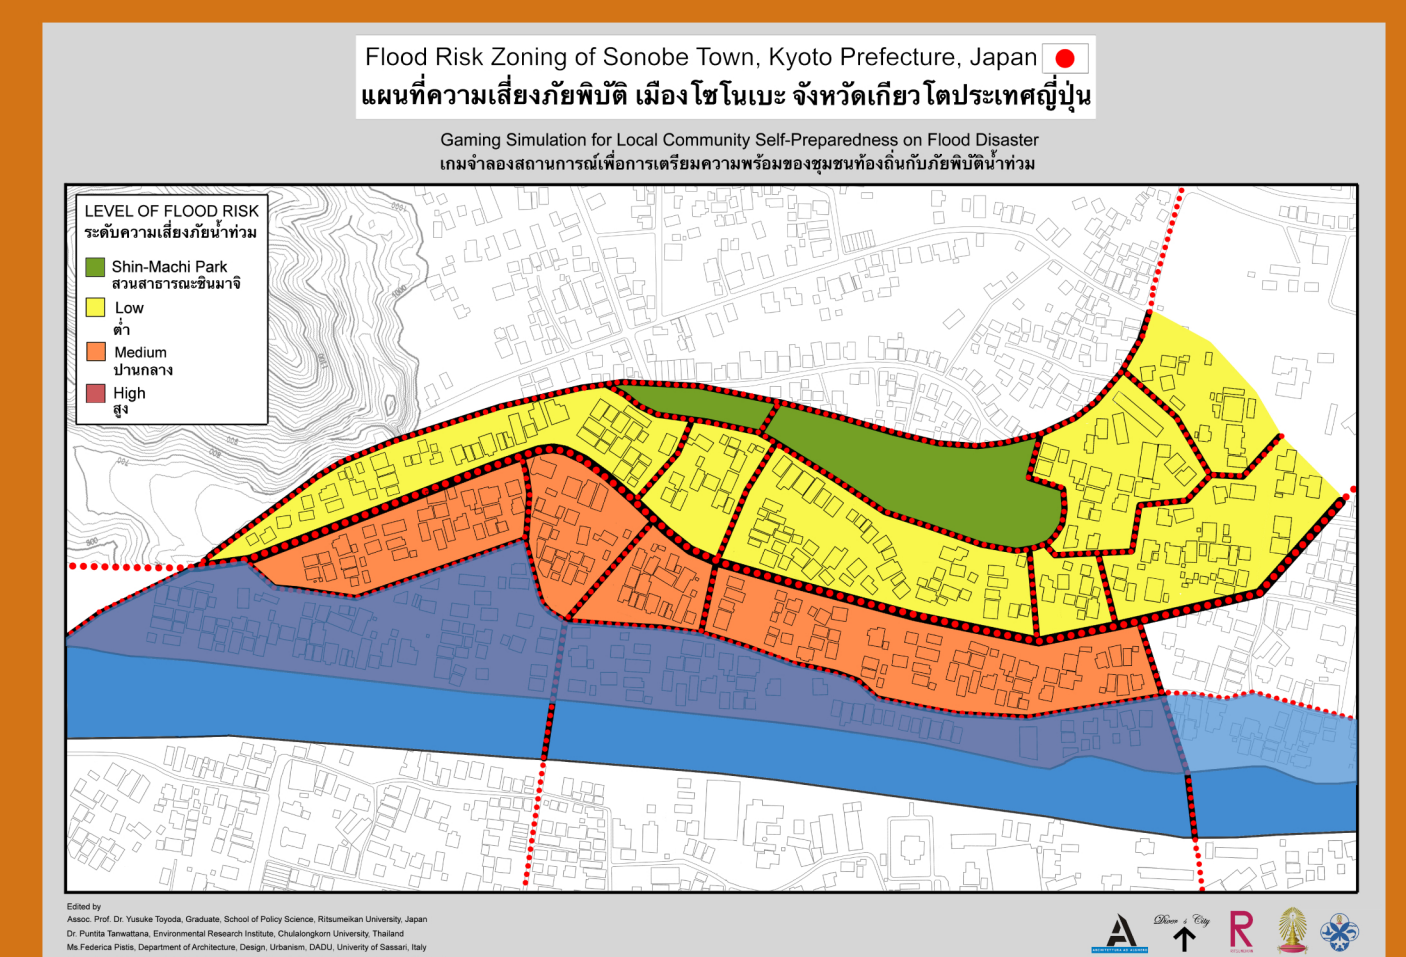 Flood Risk Zoning of Sonobe Town, Kyoto Prefecture, Japan
แผนที่ความเสี่ยงภัยพิบัติ เมืองโซโนเบะ จังหวัดเกียวโตประเทศญี่ปุ่น
Gaming Simulation for Local Community Self-Preparedness on Flood Disaster
เกมจำลองสถานการณ์เพื่อการเตรียมความพร้อมของชุมชนท้องถิ่นกับภัยพิบัติน้ำท่วม
LEVEL OF FLOOD RISK
ระดับความเสี่ยงภัยน้ำท่วม
Shin-Machi Park
สวนสาธารณะชินมาจิ
Low
ต่ำ
Medium
ปานกลาง
High
สูง
Edited by
Assoc. Prof. Dr. Yusuke Toyoda, Graduate, School of Policy Science, Ritsumeikan University, Japan
Dr. Puntita Tanwattana, Environmental Research Institute, Chulalongkorn University, Thailand
Ms.Federica Pistis, Department of Architecture, Design, Urbanism, DADU, Univerity of Sassari, Italy
A
R